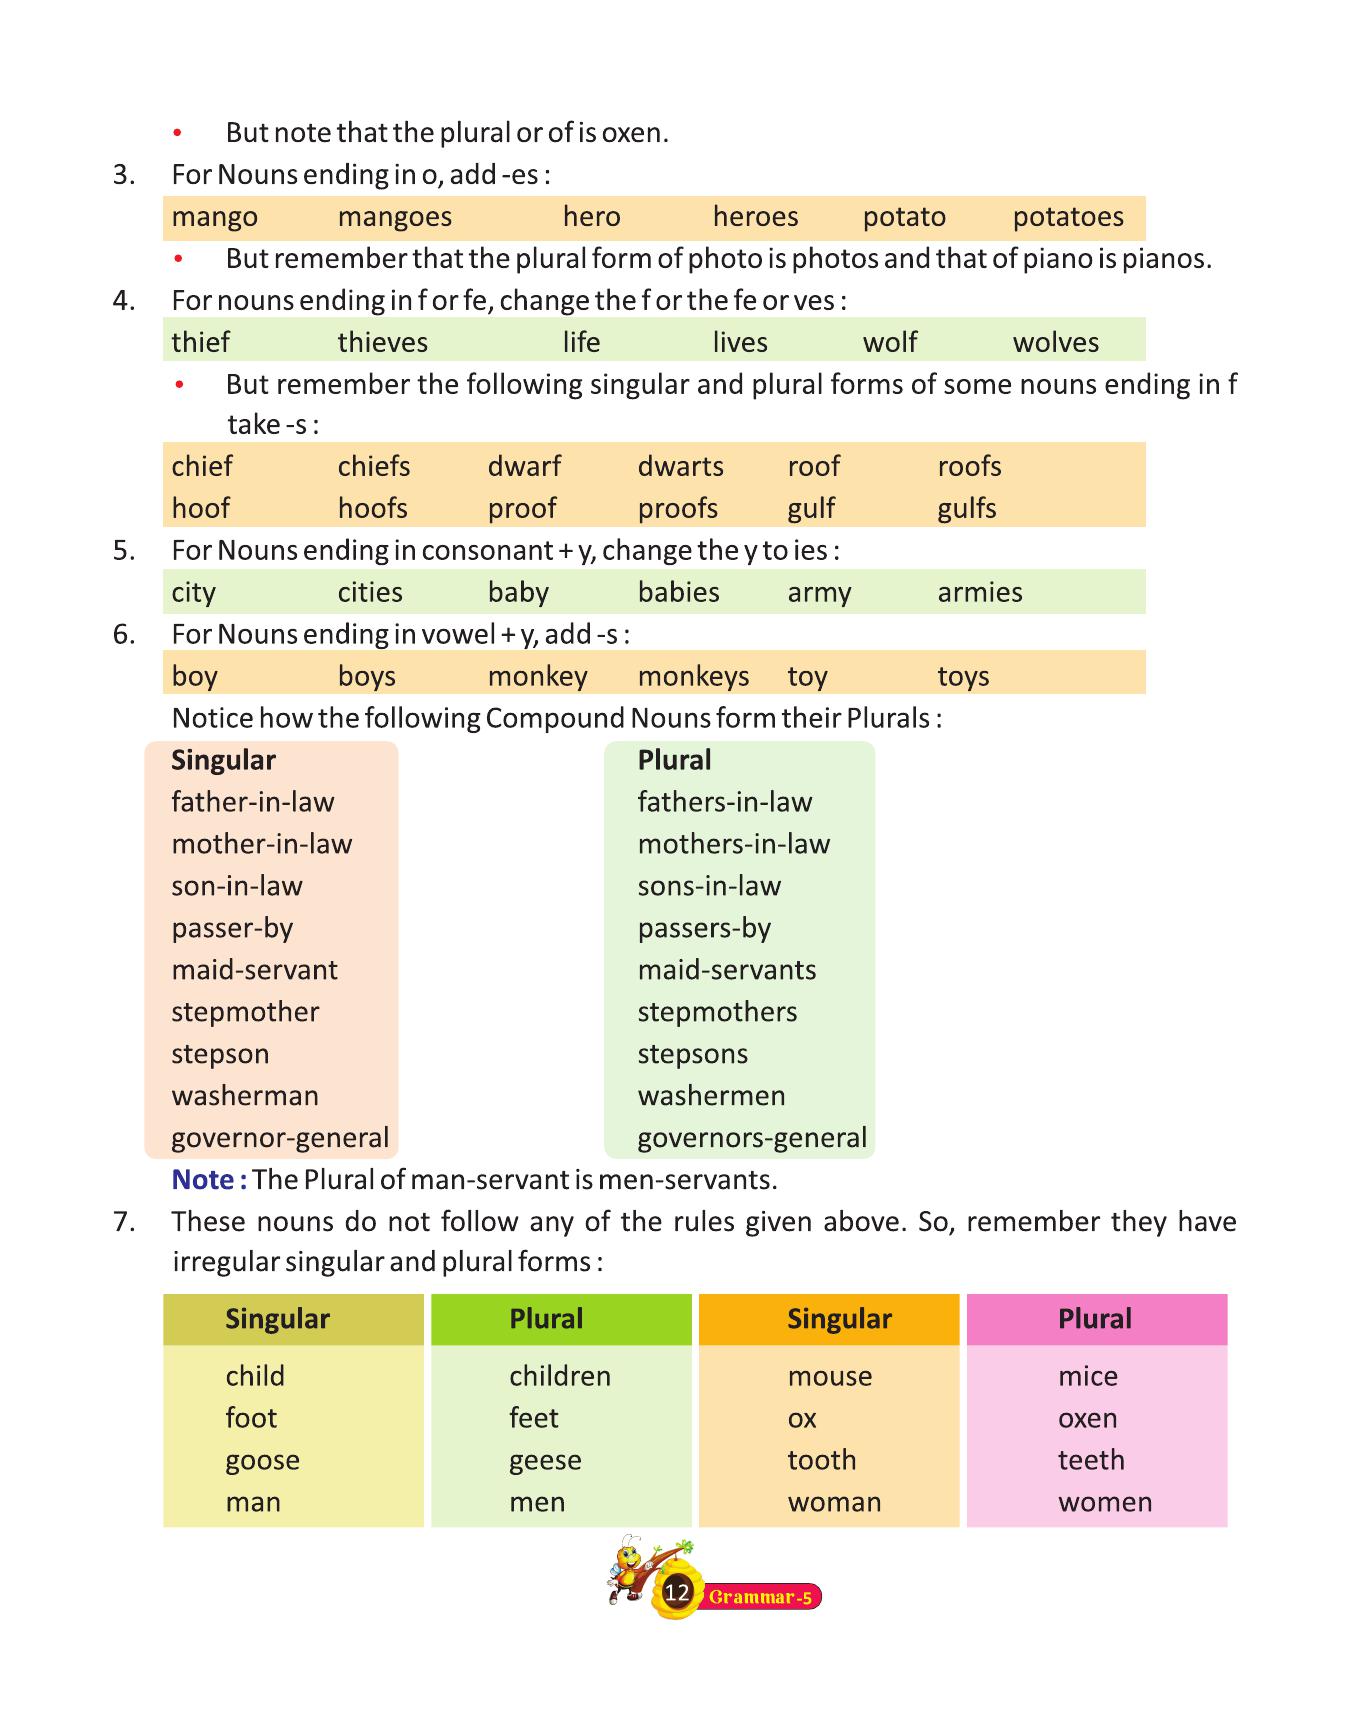 • But note that the plural or of is oxen.
3. For Nouns ending in o, add -es :
mango mangoes hero heroes potato potatoes
• But remember that the plural form of photo is photos and that of piano is pianos.
4. For nouns ending in f or fe, change the f or the fe or ves :
thief thieves life lives wolf wolves
• But remember the following singular and plural forms of some nouns ending in f
take -s :
chief chiefs dwarf dwarts roof roofs
hoof hoofs proof proofs gulf gulfs
5. For Nouns ending in consonant + y, change the y to ies :
city cities baby babies army armies
6. For Nouns ending in vowel + y, add -s :
boy boys monkey monkeys toy toys
Notice how the following Compound Nouns form their Plurals :
Singular Plural
father-in-law fathers-in-law
mother-in-law mothers-in-law
son-in-law sons-in-law
passer-by passers-by
maid-servant maid-servants
stepmother stepmothers
stepson stepsons
washerman washermen
governor-general governors-general
Note : The Plural of man-servant is men-servants.
7. These nouns do not follow any of the rules given above. So, remember they have
irregular singular and plural forms :
Singular Plural Singular Plural
child children mouse mice
foot feet ox oxen
goose geese tooth teeth
man men woman women
12 Grammar-5